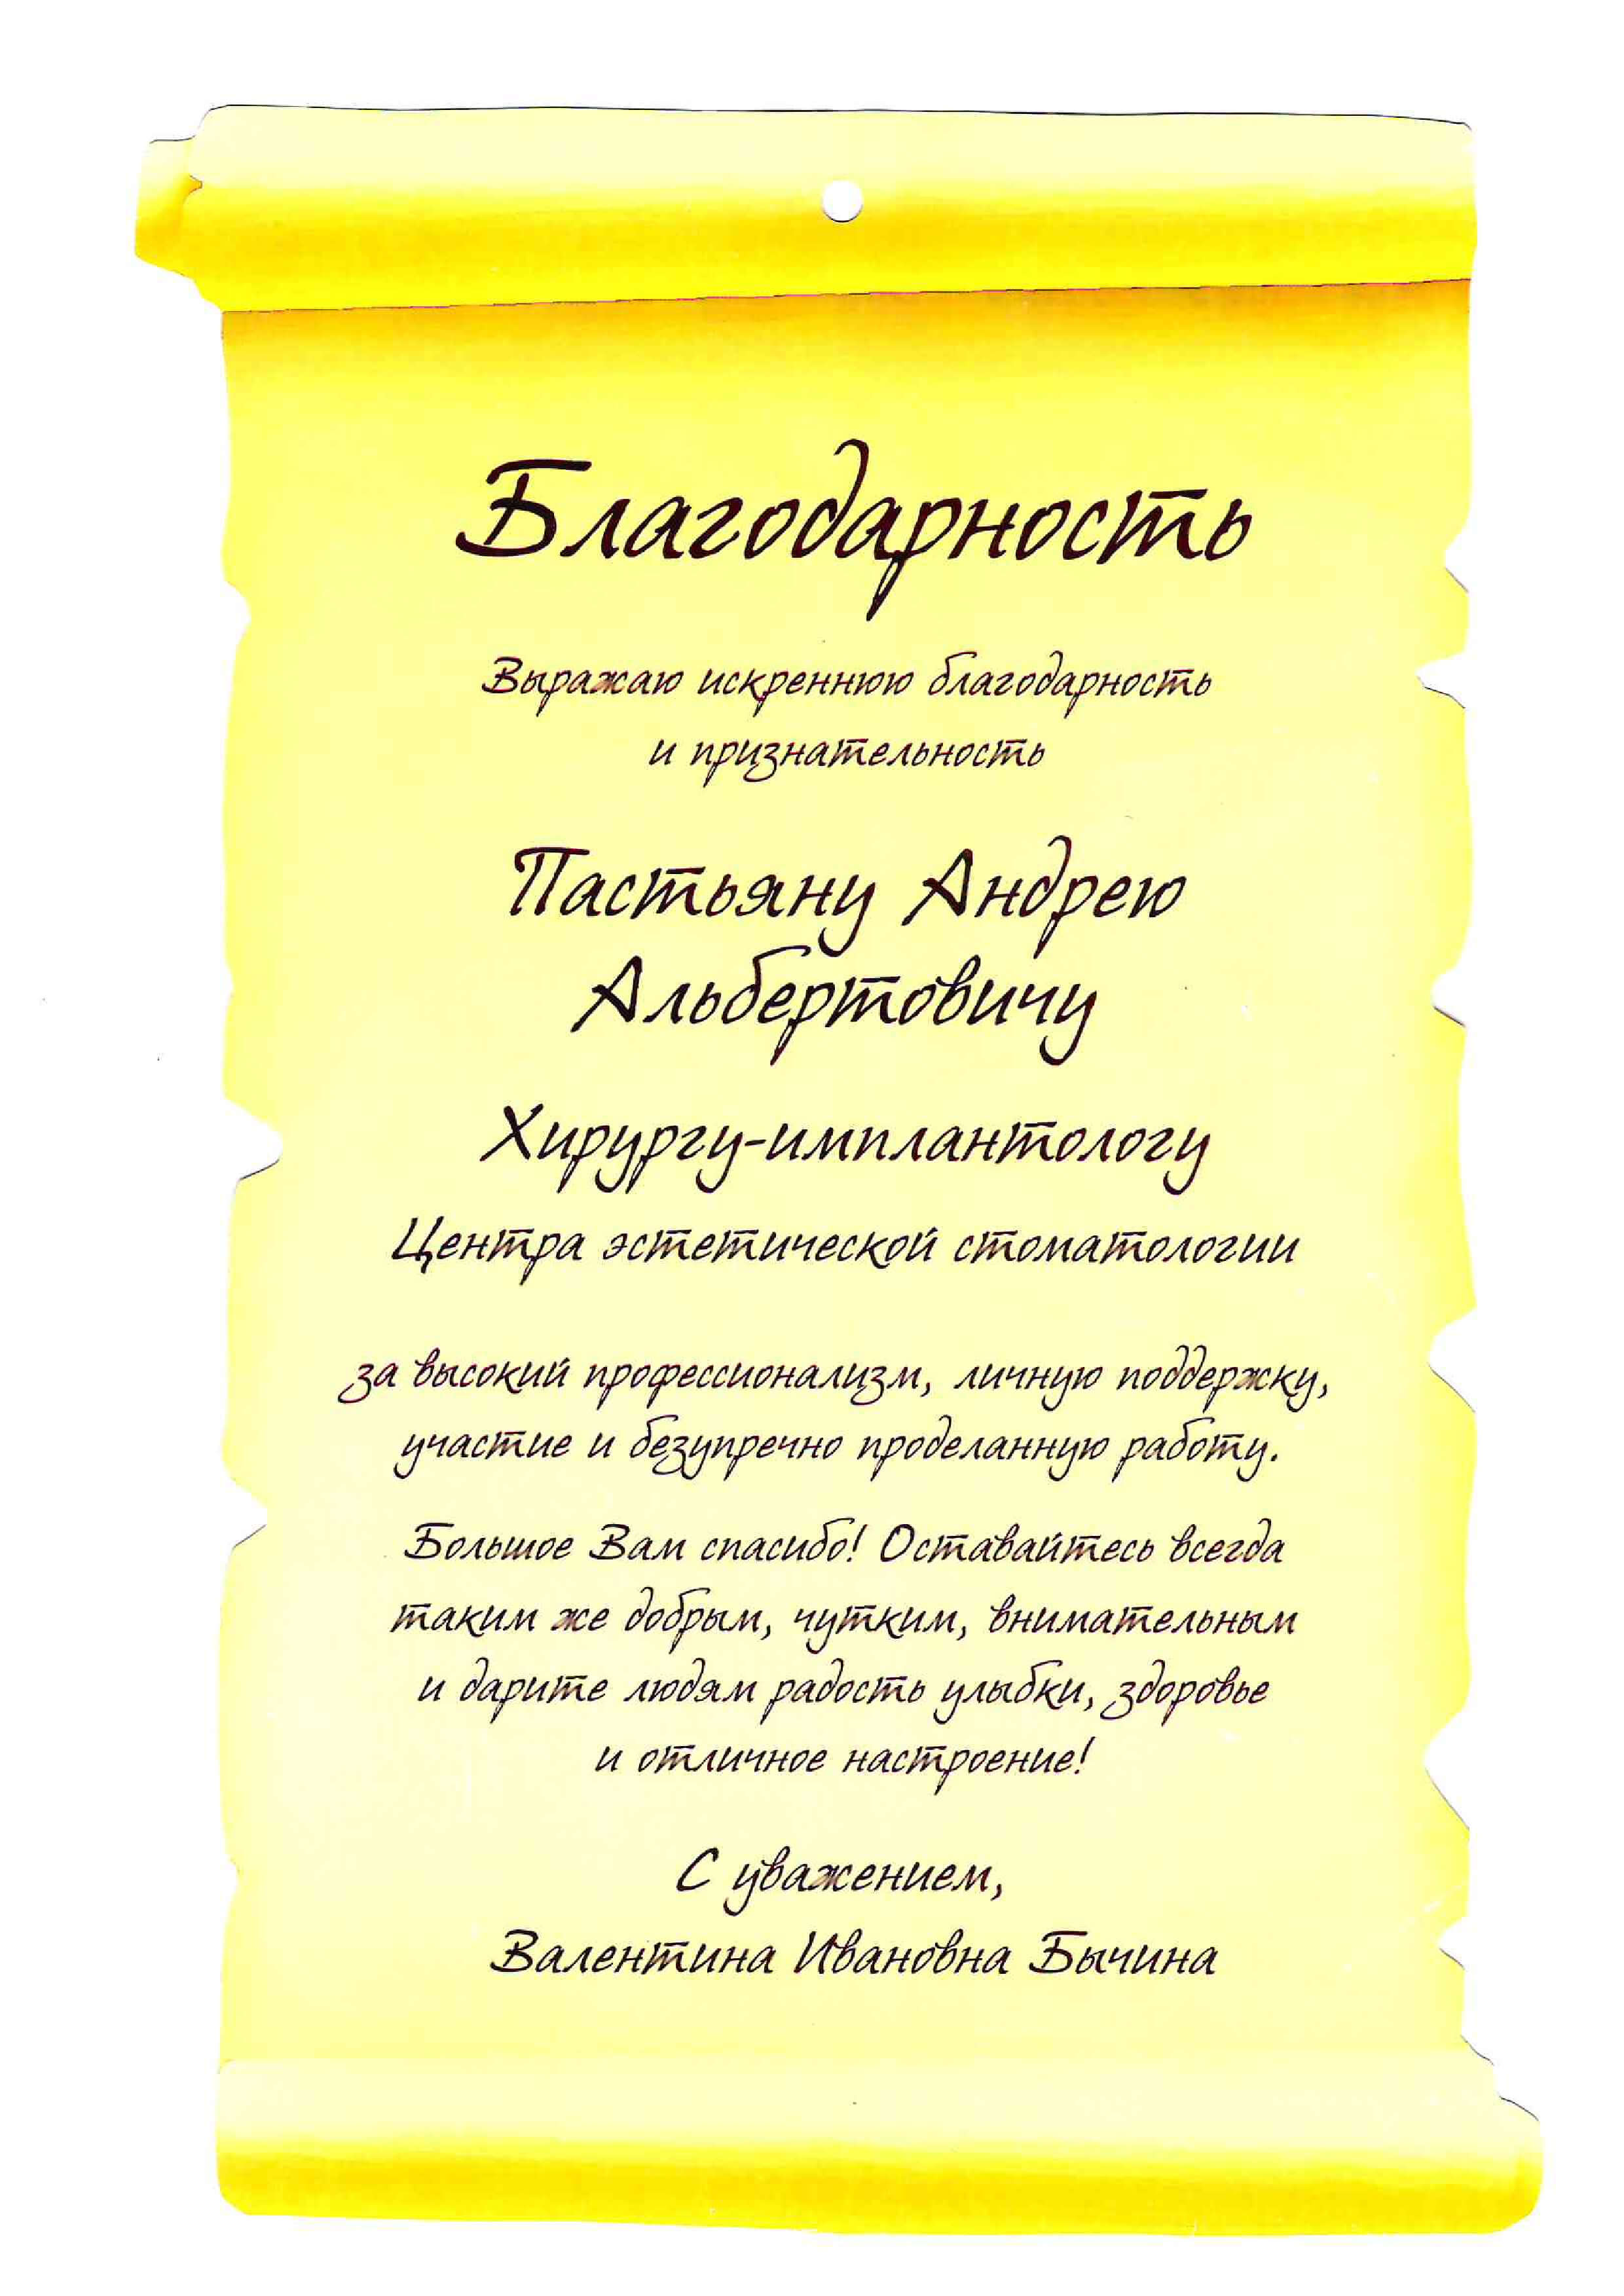 Благодарность
Выражаю искреннюю благодарность
и признательность
Пастьяну Андрею
Альбертовичу
Хирургу-имплантологу
Центра эстетической стоматологии
за высокий профессионализм, личную поддержку,
участие и безупречно проделанную работу.
Большое Вам спасибо! Оставайтесь всегда
таким же добрым, чутким, внимательным
и дарите людям радость улыбки, здоровье
и отличное настроение!
С уважением,
Валентина Ивановна Бычина